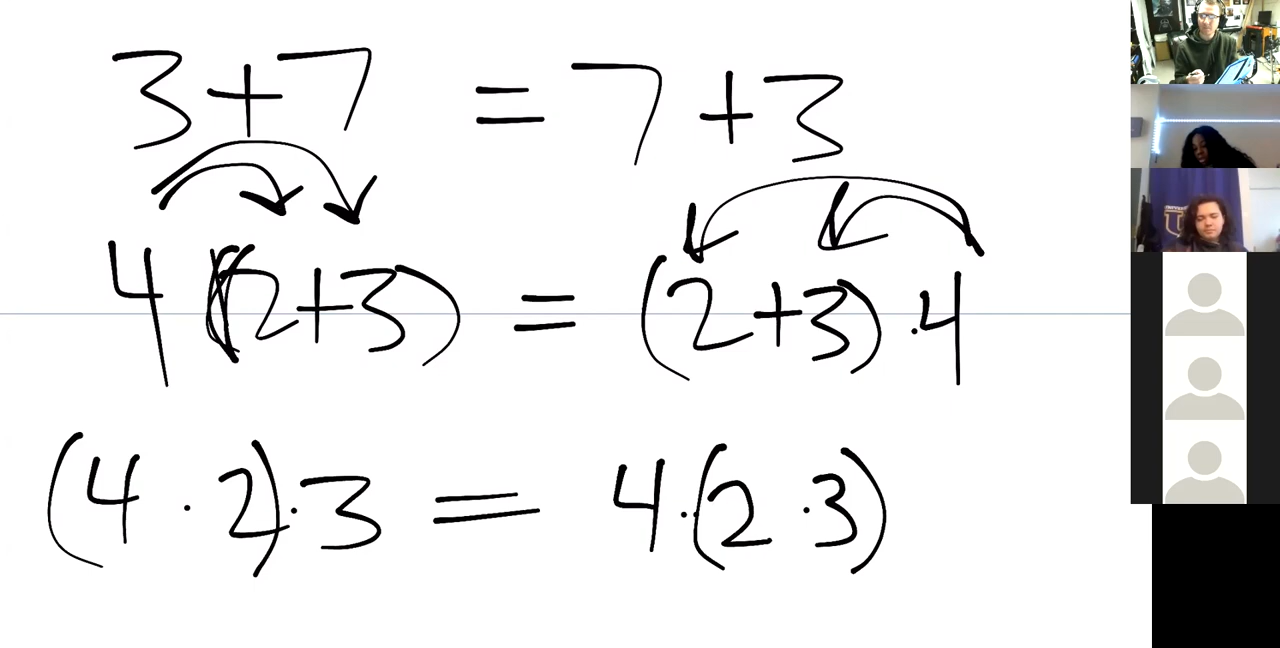 3+7 = 7+3
4(2+3) = (2+3)·4
(4·2)·3 = 4·(2·3)